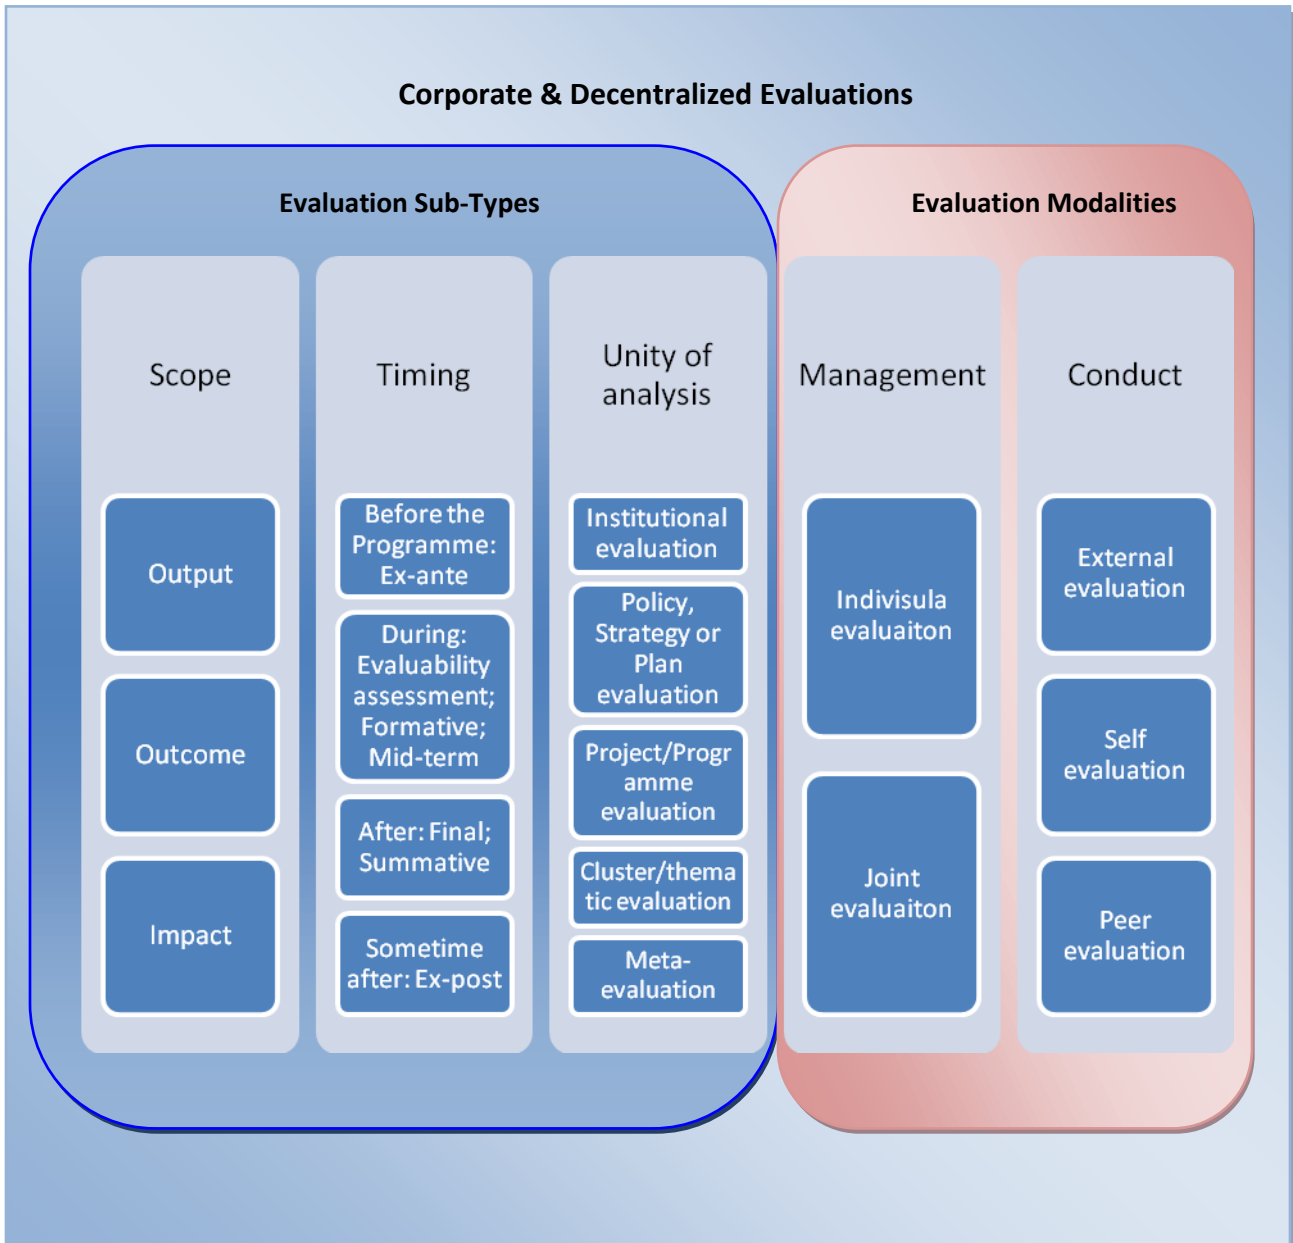 Corporate & Decentralized Evaluations
Evaluation Sub-Types
Scope
Output
Outcome
Impact
Timing
Before the
Programme:
Ex-ante
During:
Evaluability
assessment;
Formative;
Mid-term
After: Final;
Summative
Sometime
after: Ex-post
Unity of
analysis
Institutional
evaluation
Policy,
Strategy or
Plan
evaluation
Project/Progr
amme
evaluation
Cluster/thema
tic evaluation
Meta-
evaluation
Evaluation Modalities
Management
Indivisula
evaluaiton
Joint
evaluaiton
Conduct
External
evaluation
Self
evaluation
Peer
evaluation